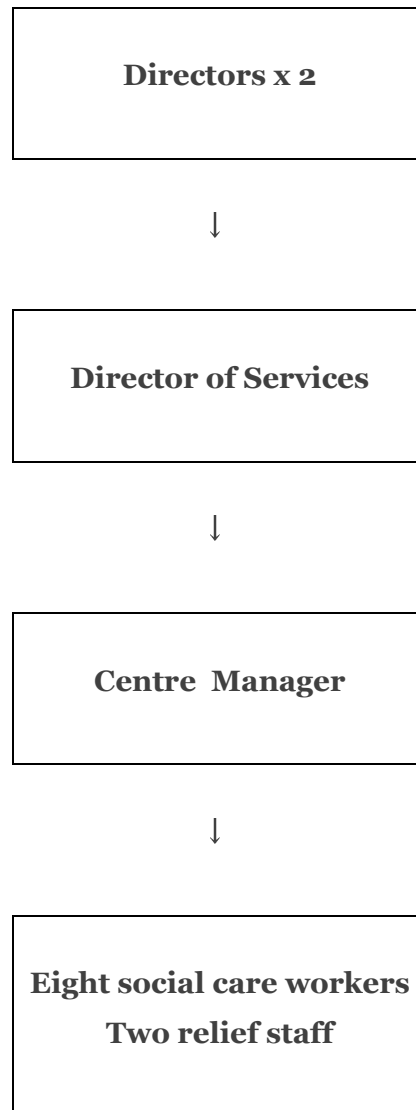 Directors x 2
↓
Director of Services
↓
Centre Manager
↓
Eight social care workers
Two relief staff